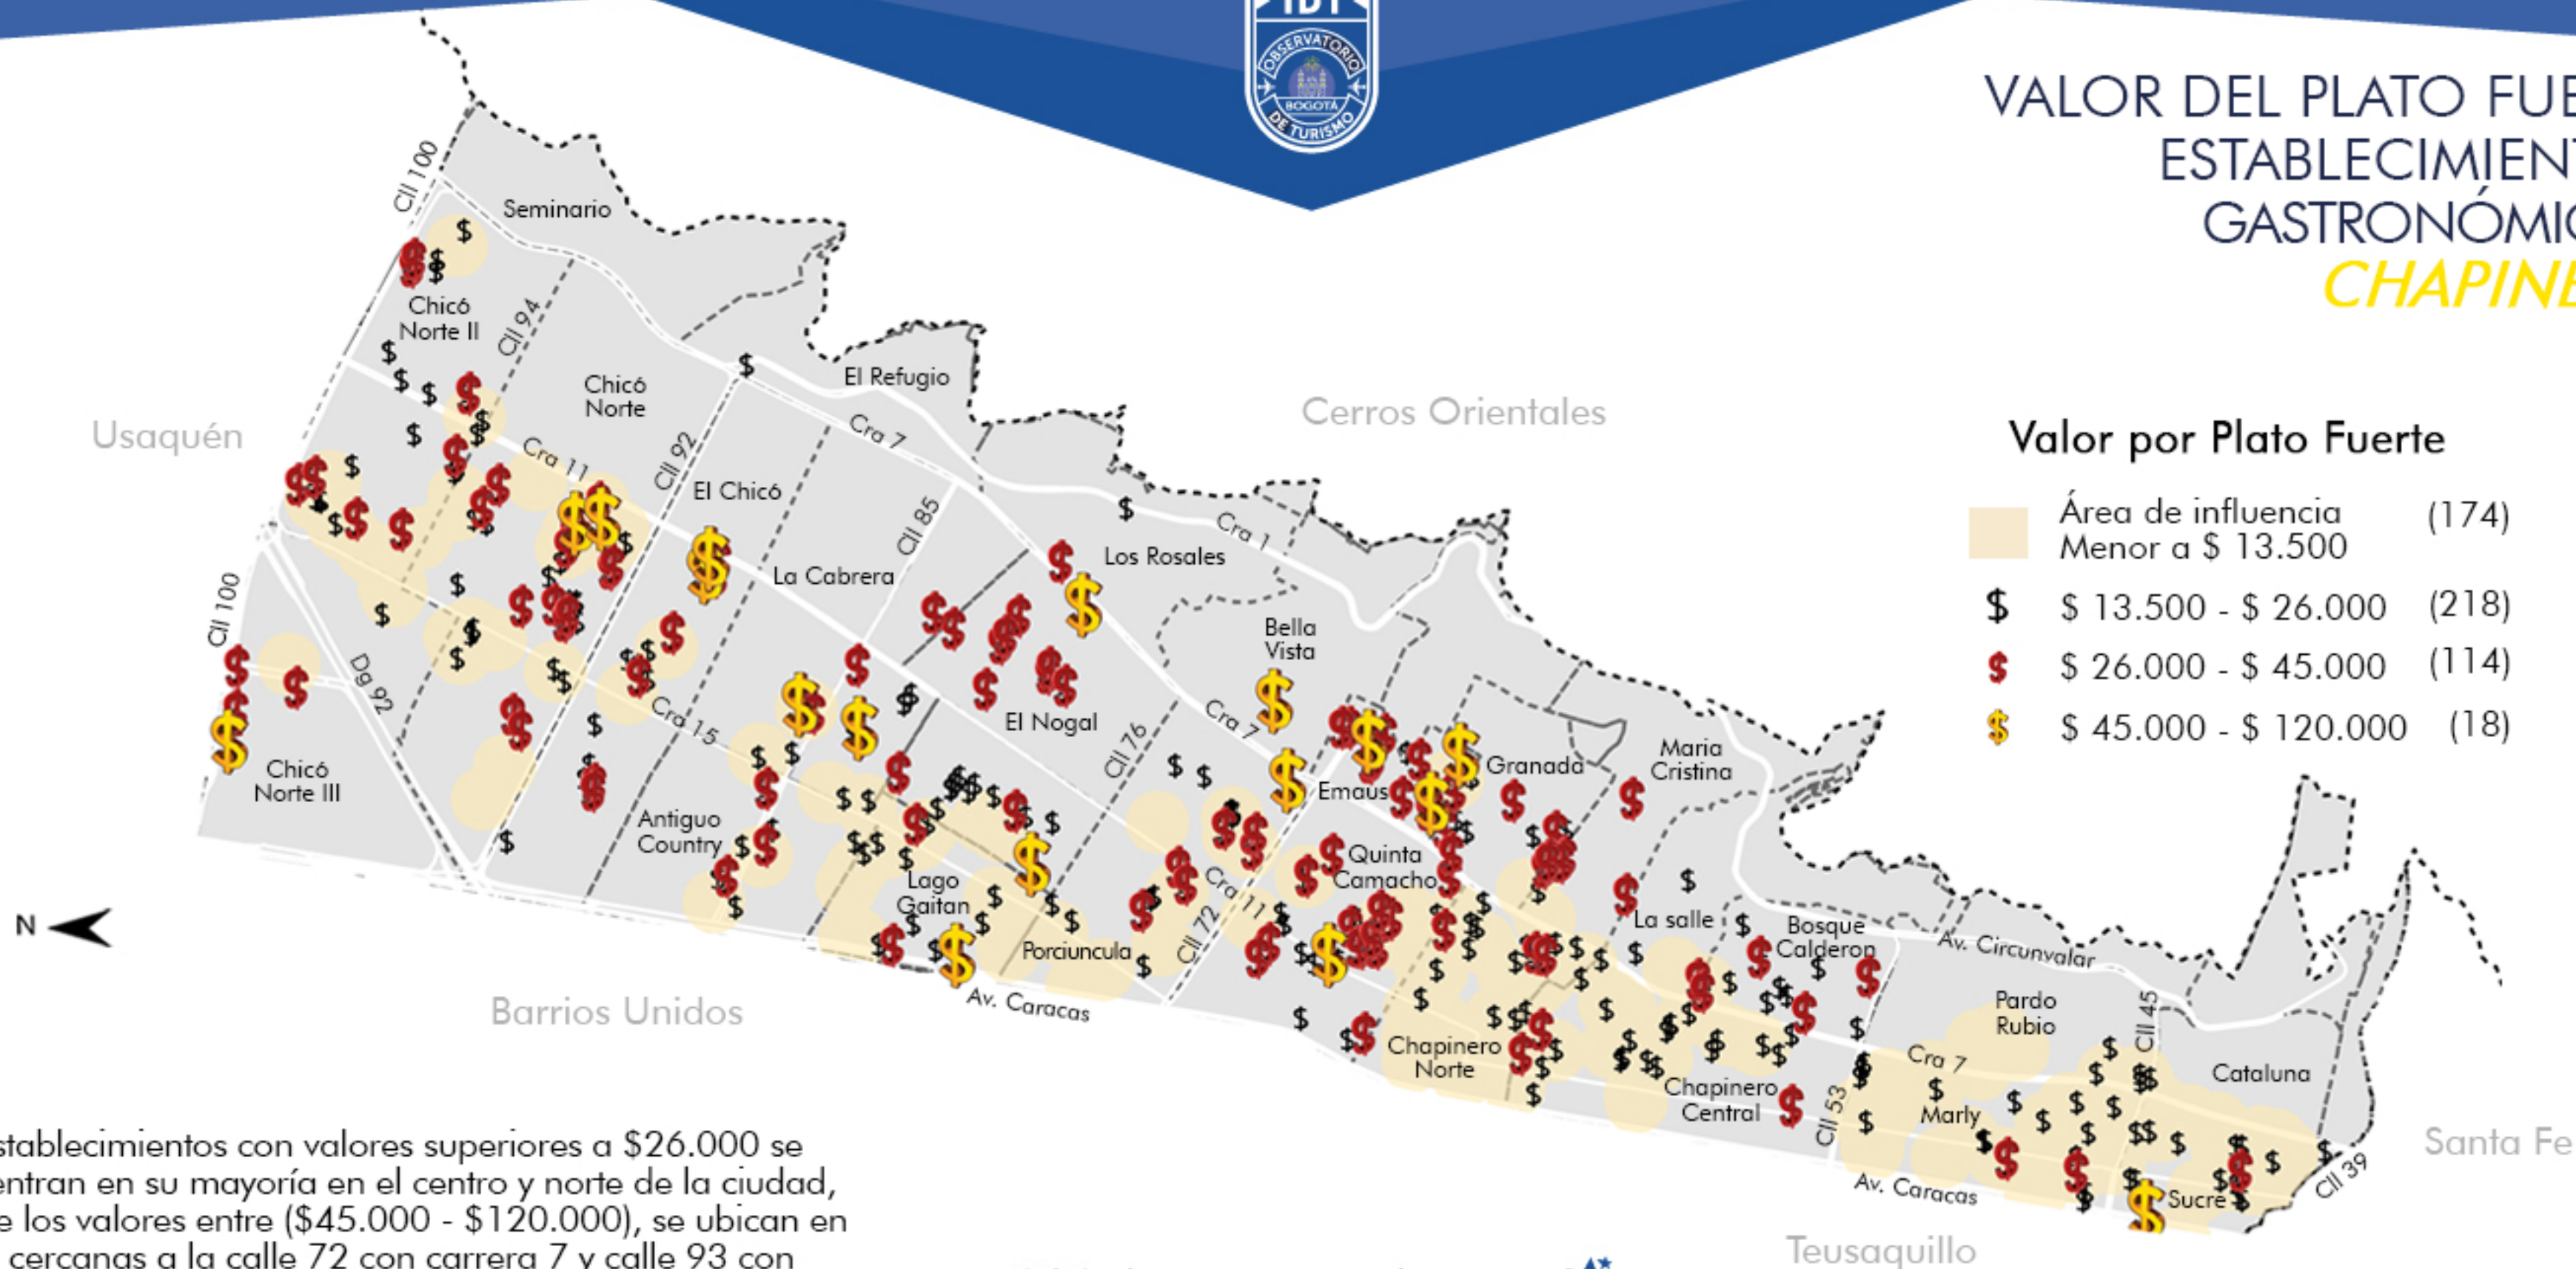 OBSERVATORIO
BOGOTÁ
DE TURISMO
VALOR DEL PLATO
ESTABLECIMIEN
GASTRONÓMI
CHAPINE
Cll 100
Seminario
Chicó
Norte II
Cll 94
Chicó
Norte
El Refugio
Cerros Orientales
Usaquén
Cra 7
Cra 11
Cll 92
El Chicó
Cll 85
Cra 1
Los Rosales
La Cabrera
Valor por Plato Fuerte
Área de influencia (174)
Menor a $ 13.500
$ $ 13.500 - $ 26.000 (218)
$ $ 26.000 - $ 45.000 (114)
$ $ 45.000 - $ 120.000 (18)
Cll 100
Dg 92
Bella
Vista
Cra 15
El Nogal
Cll 76
Cra 7
Chicó
Norte III
Emaus
Granada
Maria
Cristina
Antiguo
Country
Quinta
Camacho
Lago
Gaitan
Cra 11
Cll 72
La salle
Bosque
Calderon
Av. Circunvalar
N
Porciuncula
Barrios Unidos
Av. Caracas
Pardo
Rubio
Cll 45
Chapinero
Norte
Cra 7
Cataluna
Chapinero
Central
Cll 53
Marly
Santa Fe
Cll 39
Av. Caracas
Sucre
Teusaquillo
stablecimientos con valores superiores a $26.000 se
entran en su mayoría en el centro y norte de la ciudad,
e los valores entre ($45.000 - $120.000), se ubican en
cercanas a la calle 72 con carrera 7 y calle 93 con